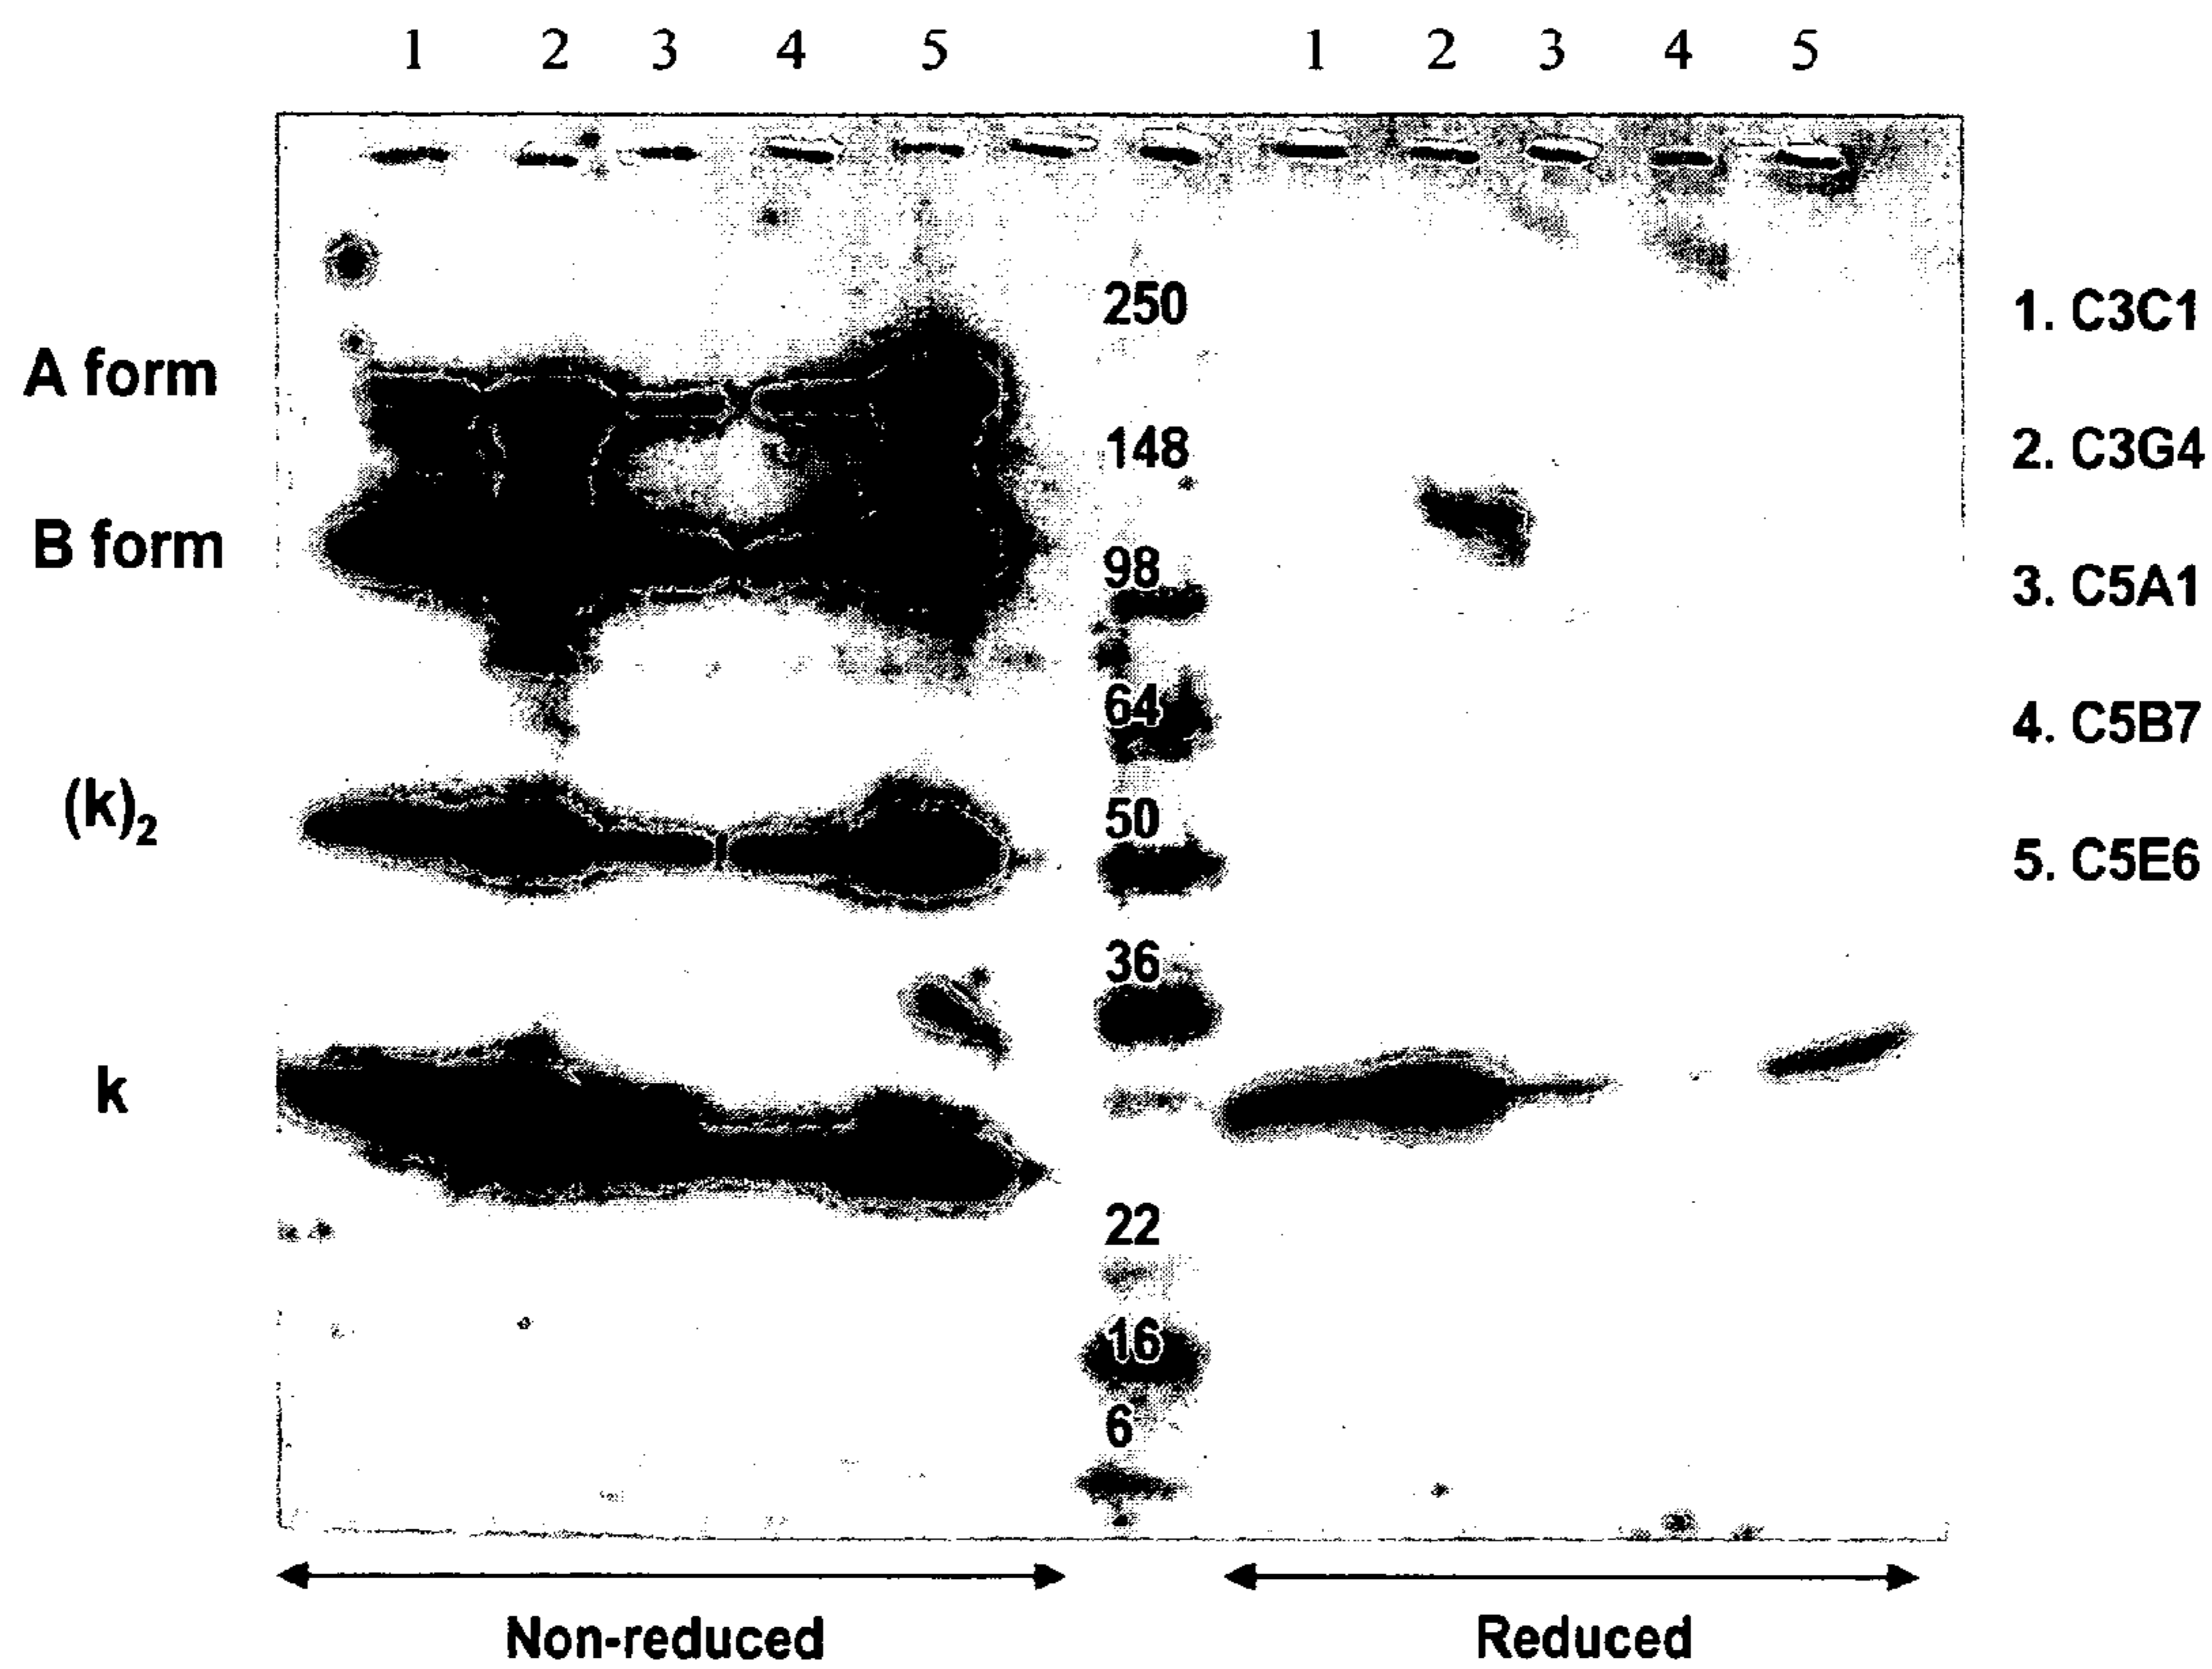 1 2 3 4 5 1 2 3 4 5
250
1. C3C1
A form
148
2. C3G4
B form
98
3. C5A1
64
4. C5B7
(k)2
50
5. C5E6
36
k
22
16
6
Non-reduced
Reduced